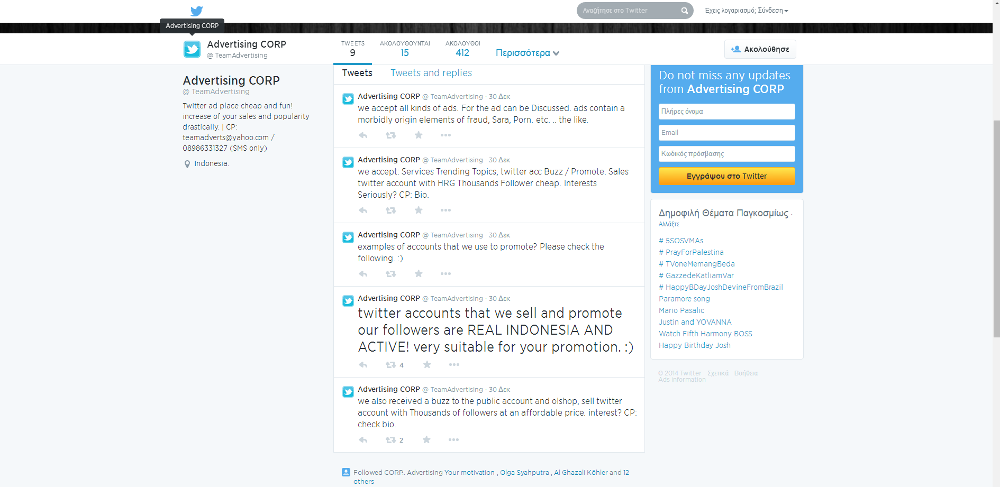 Αναζήτησε στο Twitter
Έχεις λογαριασμό; Σύνδεση
Advertising CORP
Advertising CORP
@ TeamAdvertising
TWEETS
9
ΑΚΟΛΟΥΘΟΥΝΤΑΙ
15
ΑΚΟΛΟΥΘΟΙ
412
Περισσότερα
Ακολούθησε
Advertising CORP
@ TeamAdvertising
Twitter ad place cheap and fun!
increase of your sales and popularity
drastically. | CP:
teamadverts@yahoo.com /
08986331327 (SMS only)
Indonesia.
Tweets
Tweets and replies
Advertising CORP @ TeamAdvertising · 30 Δεκ
we accept all kinds of ads. For the ad can be Discussed. ads contain a
morbidly origin elements of fraud, Sara, Porn. etc. .. the like.
Advertising CORP @ TeamAdvertising · 30 Δεκ
we accept: Services Trending Topics, twitter acc Buzz / Promote. Sales
twitter account with HRG Thousands Follower cheap. Interests
Seriously? CP: Bio.
Advertising CORP @ TeamAdvertising · 30 Δεκ
examples of accounts that we use to promote? Please check the
following. :)
Advertising CORP @ TeamAdvertising · 30 Δεκ
twitter accounts that we sell and promote
our followers are REAL INDONESIA AND
ACTIVE! very suitable for your promotion. :)
4
Advertising CORP @ TeamAdvertising · 30 Δεκ
we also received a buzz to the public account and olshop, sell twitter
account with Thousands of followers at an affordable price. interest? CP:
check bio.
2
Followed CORP.. Advertising Your motivation , Olga Syahputra , Al Ghazali Köhler and 12
others
Do not miss any updates
from Advertising CORP
Πλήρες όνομα
Email
Κωδικός πρόσβασης
Εγγράψου στο Twitter
Δημοφιλή Θέματα Παγκοσμίως ·
Αλλάξτε
# 5SOSVMAs
# PrayForPalestina
# TVoneMemangBeda
# GazzedeKatliamVar
# HappyBDayJoshDevineFromBrazil
Paramore song
Mario Pasalic
Justin and YOVANNA
Watch Fifth Harmony BOSS
Happy Birthday Josh
© 2014 Twitter Σχετικά Βοήθεια
Ads information